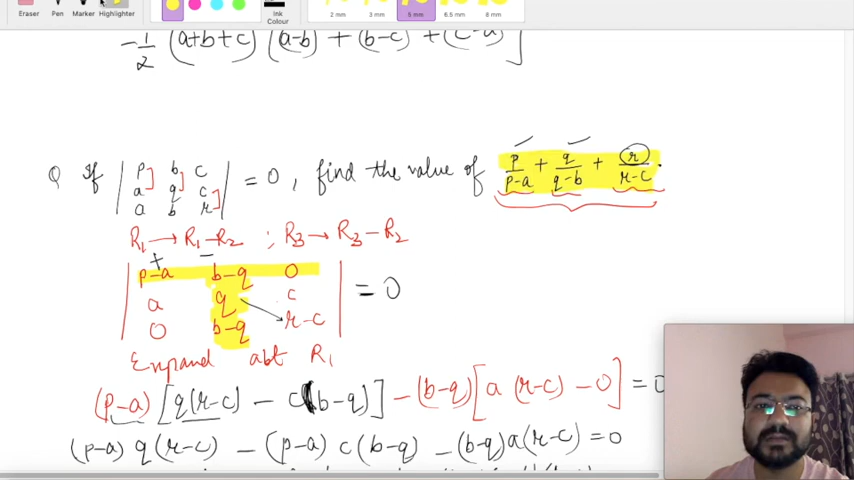 Eraser Pen Marker Highlighter Ink Colour 2 mm 3 mm 5 mm 6.5 mm 8 mm
-1/2 (a+b+c) (a-b) + (b-c) + (c-a) ]
Q If | p b c | = 0, find the value of p/(p-a) + q/(q-b) + r/(r-c).
a q c
a b r
R1 → R1-R2 ; R3 → R3-R2
+ -
| p-a b-q 0 | = 0
a q c
0 b-q r-c
Expand abt R1
(p-a) [q(r-c) - c(b-q)] - (b-q)[a(r-c) - 0] = 0
(p-a) q(r-c) - (p-a) c(b-q) - (b-q)a(r-c) = 0